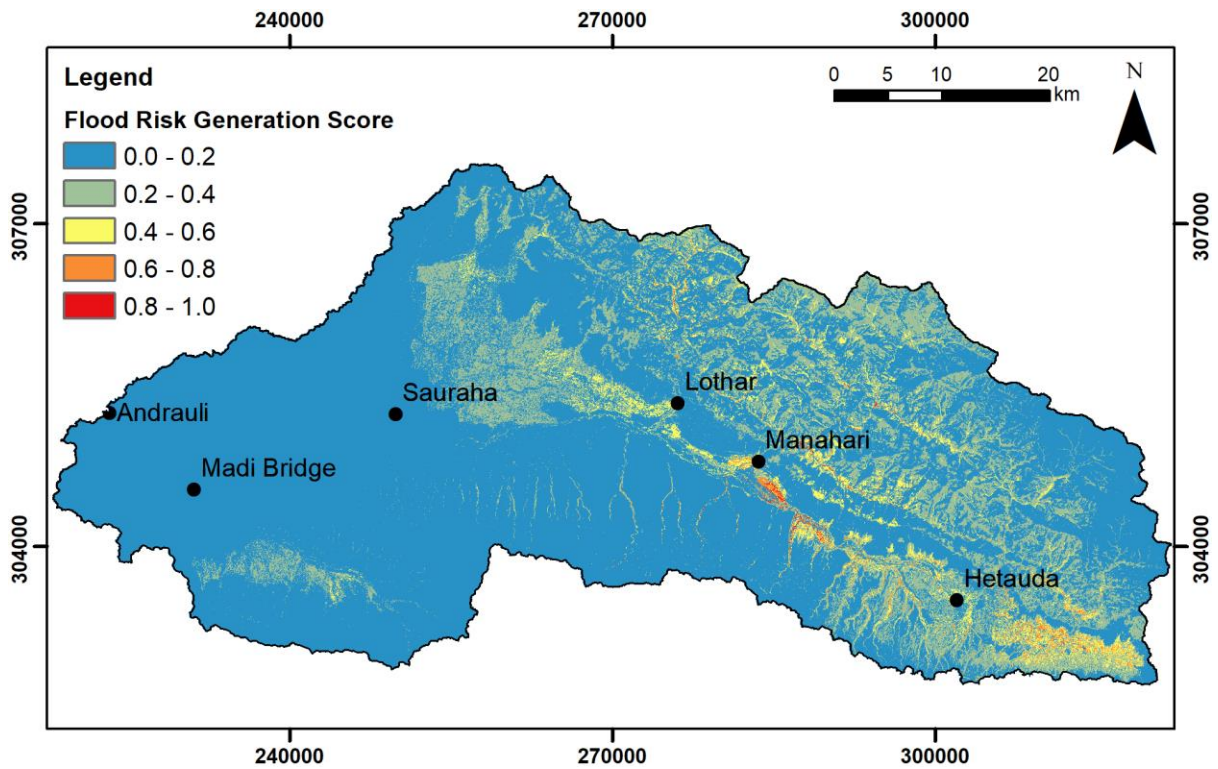 240000 270000 300000
Legend
Flood Risk Generation Score
0.0 - 0.2
0.2 - 0.4
0.4 - 0.6
0.6 - 0.8
0.8 - 1.0
0 5 10 20
km
N
307000 307000
Lothar
Sauraha
Andrauli
Manahari
Madi Bridge
304000 304000
Hetauda
240000 270000 300000